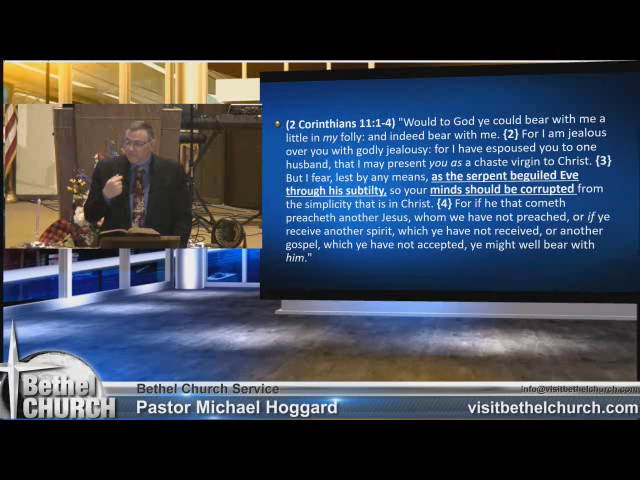 (2 Corinthians 11:1-4) "Would to God ye could bear with me a
little in my folly: and indeed bear with me. {2} For I am jealous
over you with godly jealousy: for I have espoused you to one
husband, that I may present you as a chaste virgin to Christ. {3}
But I fear, lest by any means, as the serpent beguiled Eve
through his subtilty, so your minds should be corrupted from
the simplicity that is in Christ. {4} For if he that cometh
preacheth another Jesus, whom we have not preached, or if ye
receive another spirit, which ye have not received, or another
gospel, which ye have not accepted, ye might well bear with
him."
Bethel
CHURCH
Bethel Church Service
info@visitbethelchurch.com
Pastor Michael Hoggard
visitbethelchurch.com